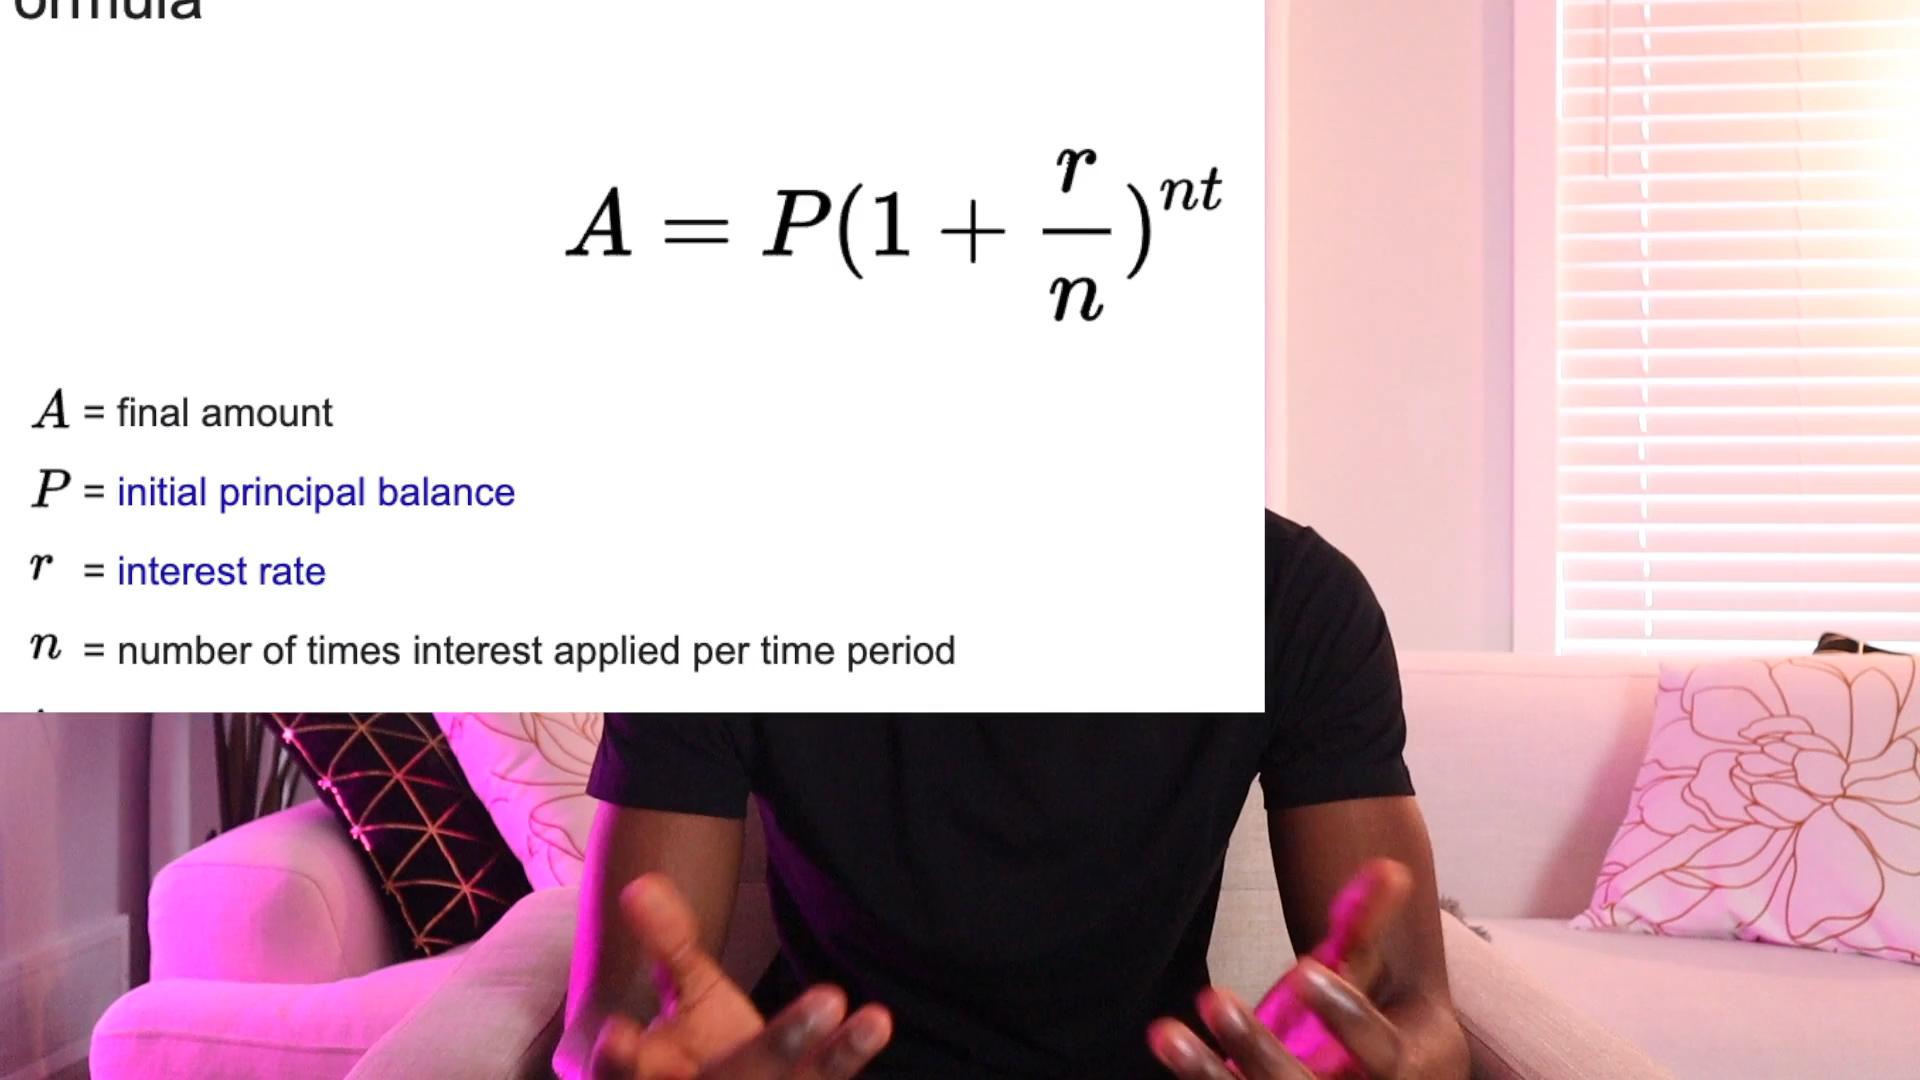 A = P(1 + r/n)^nt
A = final amount
P = initial principal balance
r = interest rate
n = number of times interest applied per time period